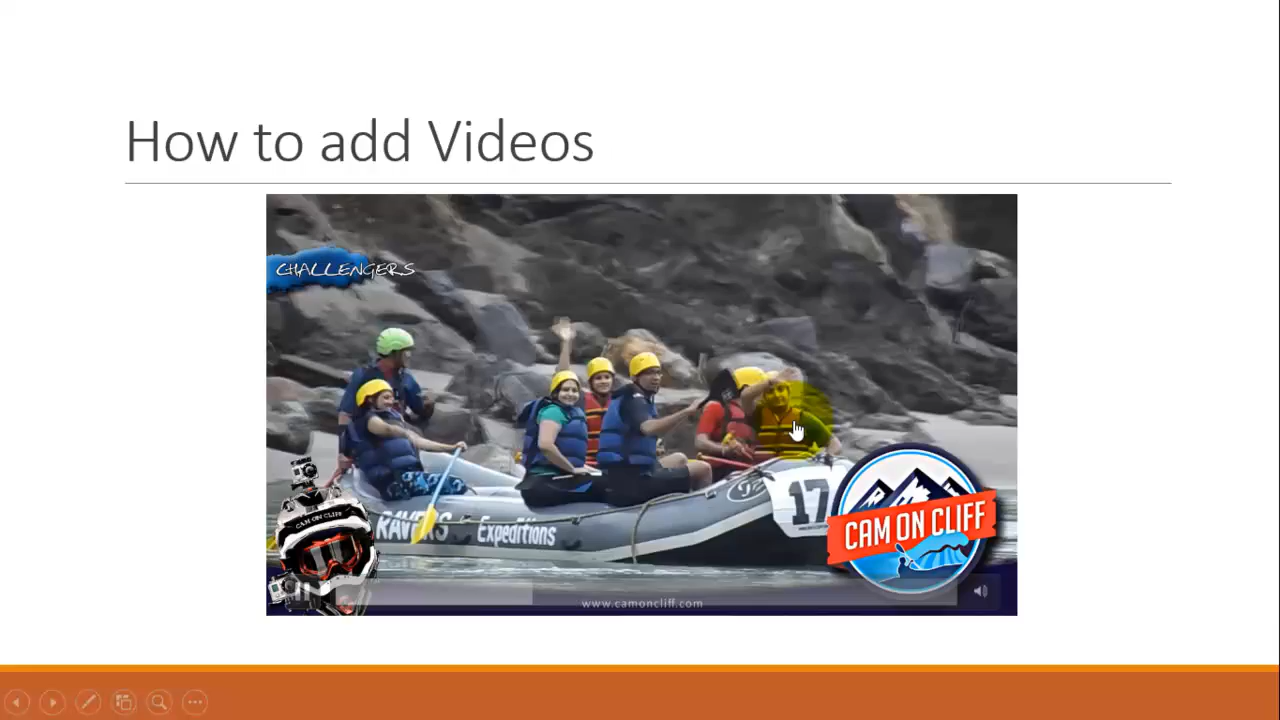 How to add Videos
CHALLENGERS
RAVERS Expeditions
17
CAM ON CLIFF
CAM ON CLIFF
www.camoncliff.com